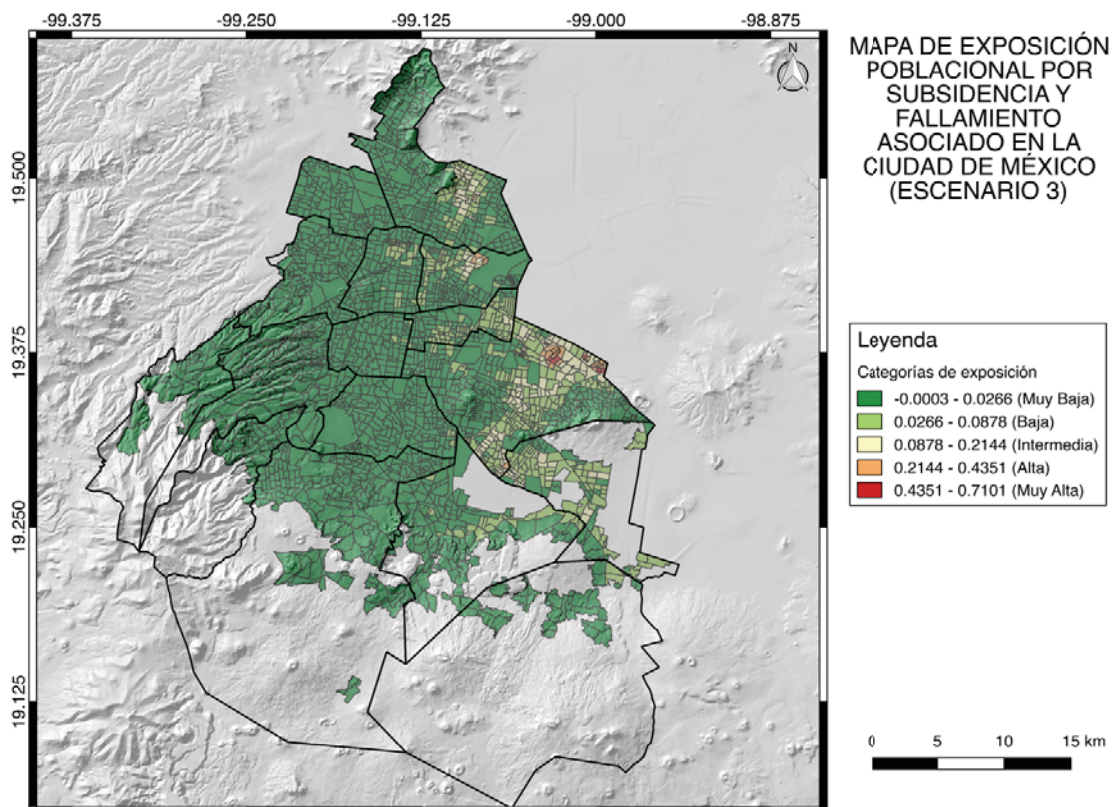 -99.375 -99.250 -99.125 -99.000 -98.875
N
MAPA DE EXPOSICIÓN
POBLACIONAL POR
SUBSIDENCIA Y
FALLAMIENTO
ASOCIADO EN LA
CIUDAD DE MÉXICO
(ESCENARIO 3)
19.500
19.375
19.250
19.125
Leyenda
Categorías de exposición
-0.0003 - 0.0266 (Muy Baja)
0.0266 - 0.0878 (Baja)
0.0878 - 0.2144 (Intermedia)
0.2144 - 0.4351 (Alta)
0.4351 - 0.7101 (Muy Alta)
0 5 10 15 km